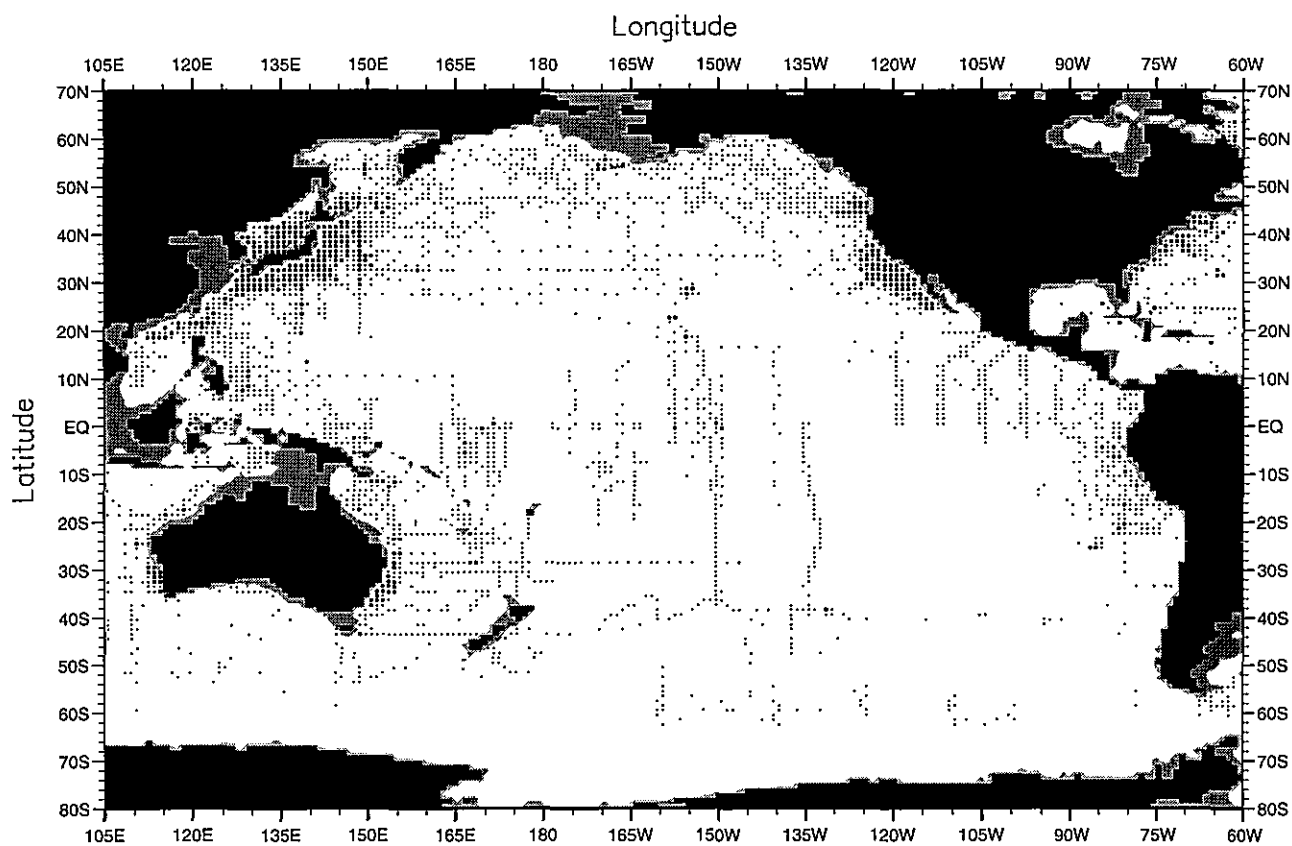 Longitude
105E 120E 135E 150E 165E 180 165W 150W 135W 120W 105W 90W 75W 60W
70N 70N
60N 60N
50N 50N
40N 40N
30N 30N
20N 20N
10N 10N
EQ EQ
10S 10S
20S 20S
30S 30S
40S 40S
50S 50S
60S 60S
70S 70S
80S 80S
Latitude
105E 120E 135E 150E 165E 180 165W 150W 135W 120W 105W 90W 75W 60W